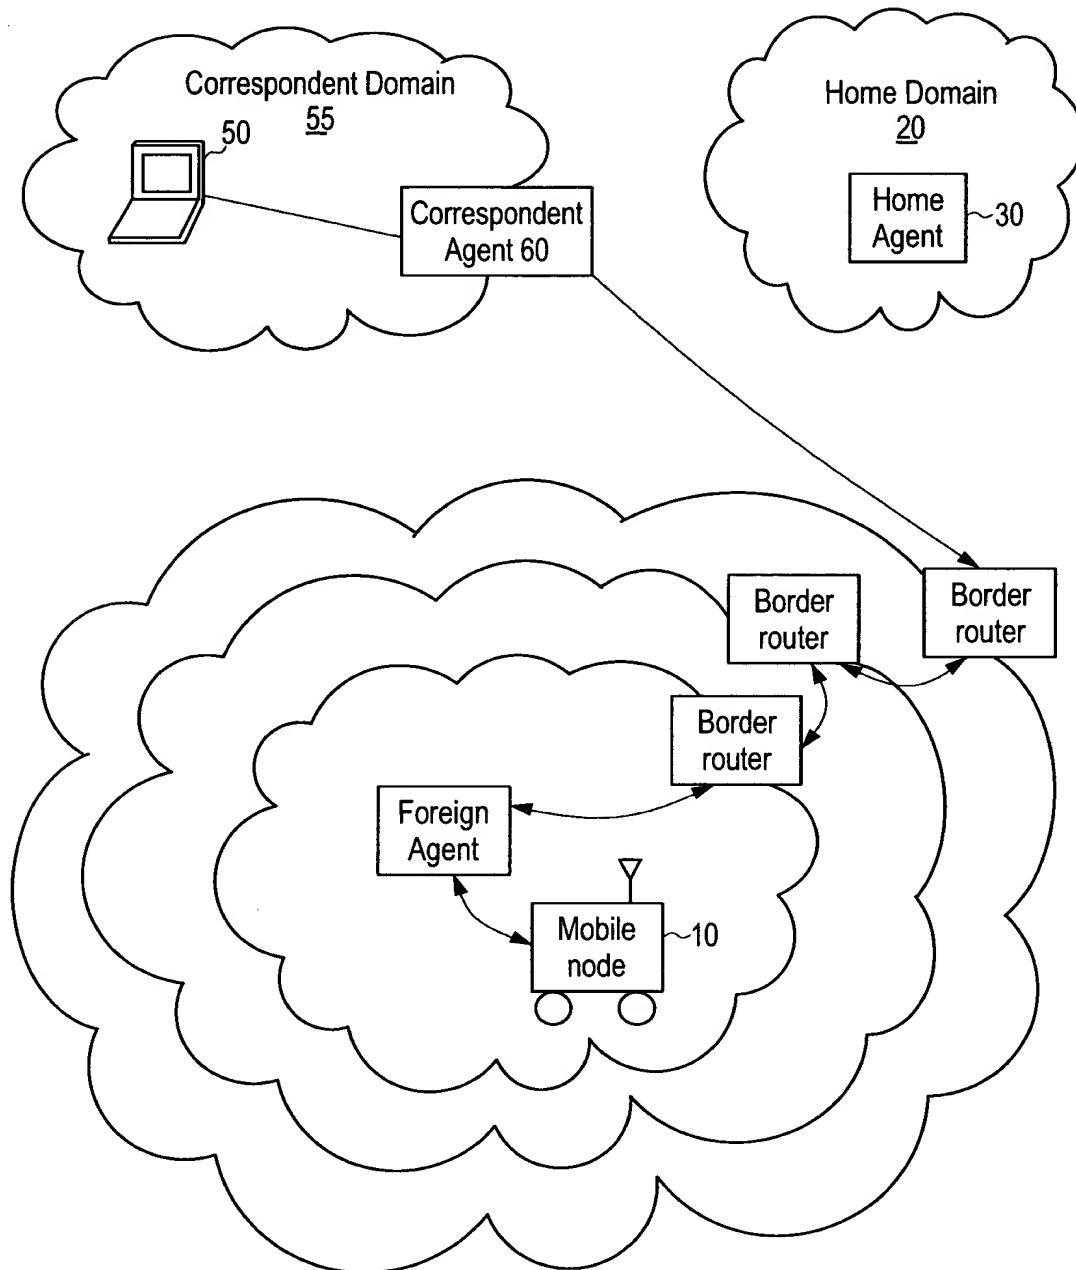 Correspondent Domain
55
50
Correspondent
Agent 60
Home Domain
20
Home
Agent
30
Border
router
Border
router
Border
router
Foreign
Agent
Mobile
node
10